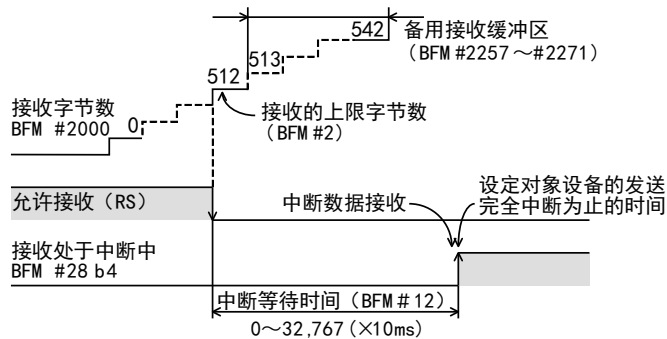 542
备用接收缓冲区
(BFM #2257～#2271)
513
512
接收字节数
BFM #2000 0
接收的上限字节数
(BFM #2)
允许接收（RS）
中断数据接收
设定对象设备的发送
完全中断为止的时间
接收处于中断中
BFM #28 b4
中断等待时间（BFM＃12）
0～32,767 (×10ms)